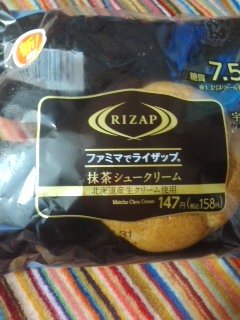 糖質
7.5
RIZAP
ファミマでライザップ。
抹茶シュークリーム
北海道産生クリーム使用
Matcha Choux Cream
147円(税込158円)